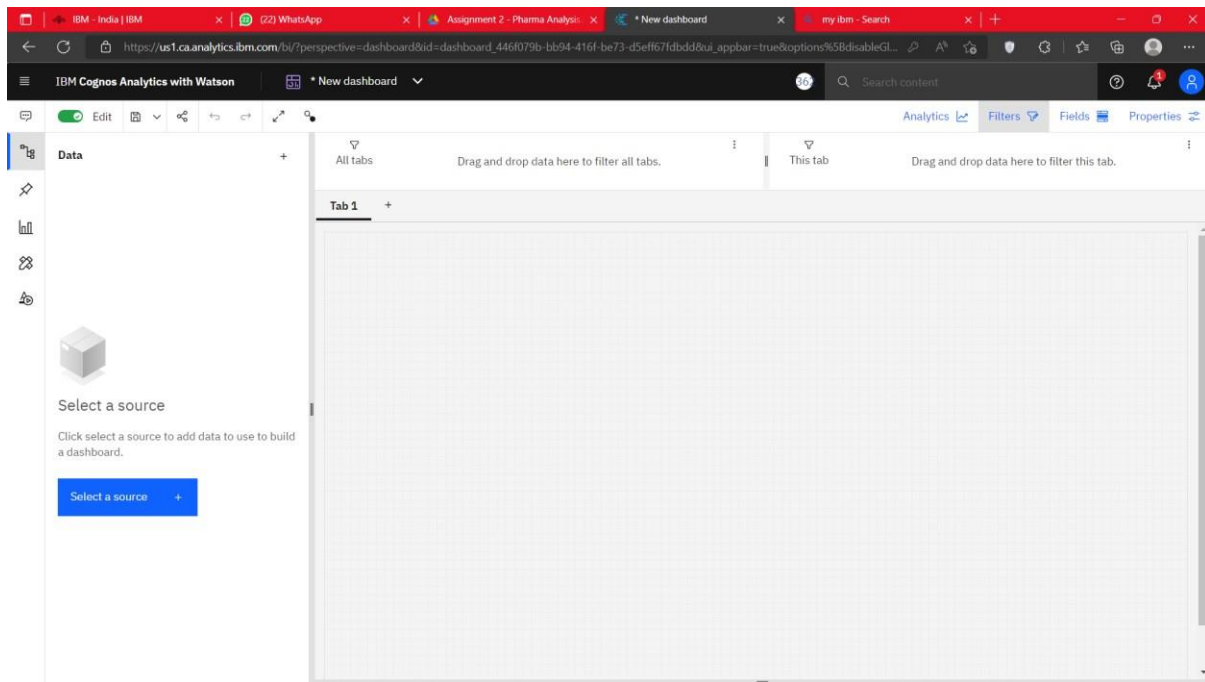 IBM - India | IBM
(22) WhatsApp
Assignment 2 - Pharma Analysis
* New dashboard
my ibm - Search
https://us1.ca.analytics.ibm.com/bi/?perspective=dashboard&id=dashboard_446f079b-bb94-416f-be73-d5eff67fdbdd&ui_appbar=true&options%5BdisableGl...
IBM Cognos Analytics with Watson
* New dashboard
Search content
1
Edit
Analytics
Filters
Fields
Properties
Data
All tabs
Drag and drop data here to filter all tabs.
This tab
Drag and drop data here to filter this tab.
Tab 1
Select a source
Click select a source to add data to use to build
a dashboard.
Select a source